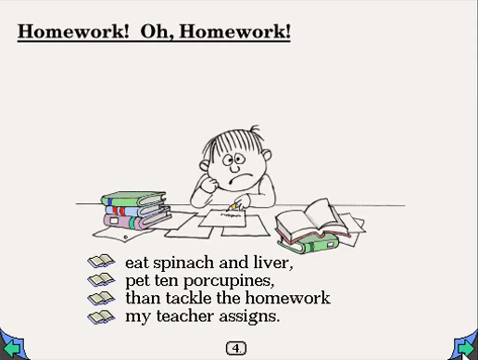 Homework! Oh, Homework!
eat spinach and liver,
pet ten porcupines,
than tackle the homework
my teacher assigns.
4